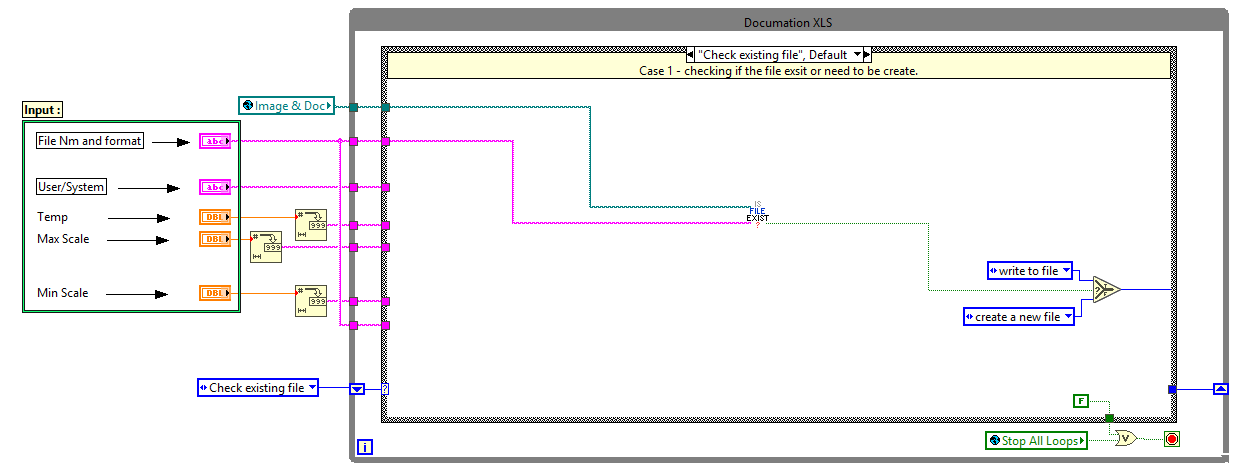 Documation XLS
"Check existing file", Default
Case 1 - checking if the file exsit or need to be create.
Image & Doc
Input :
File Nm and format
abc
User/System
abc
Temp
DBL
#
999
Max Scale
DBL
#
999
Min Scale
DBL
#
999
IS
FILE
EXIST
?
write to file
?
T
F
create a new file
Check existing file
?
F
Stop All Loops
V
i